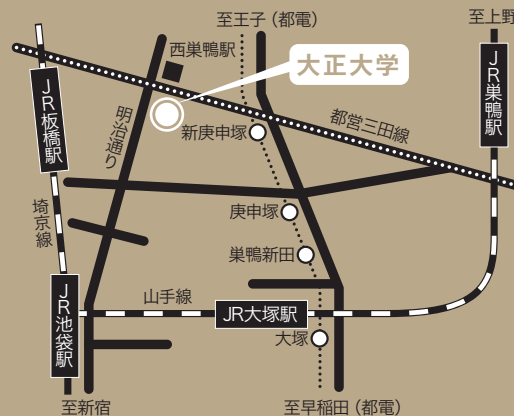 至王子（都電）
至上野
西巣鴨駅
大正大学
JR板橋駅
JR巣鴨駅
明治通り
新庚申塚
都営三田線
埼京線
庚申塚
巣鴨新田
JR池袋駅
山手線
JR大塚駅
大塚
至新宿
至早稲田（都電）